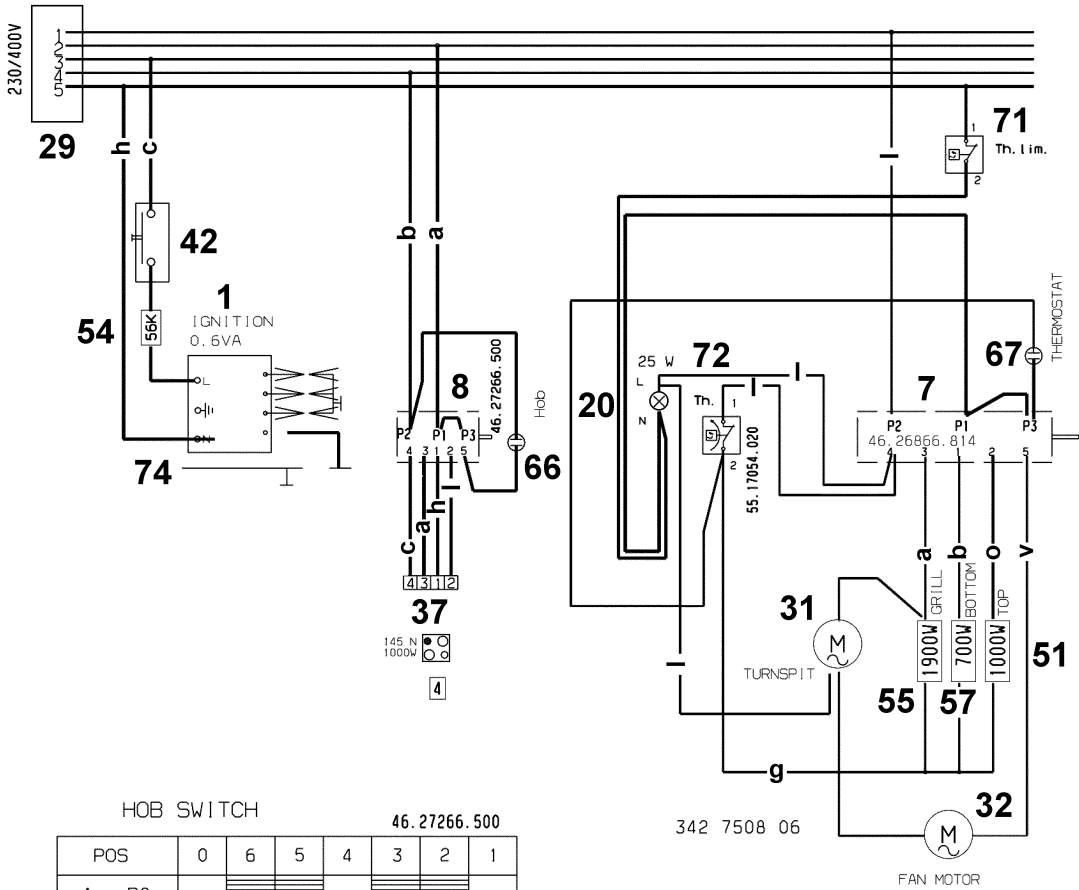 230/400V
1
2
3
4
5
29
h
c
b
a
l
71
1
Th. lim.
2
42
54
56K
1
IGNITION
0.6VA
L
N
74
8
46.27266.500
Hob
P2
P1
P3
4 3 1 2 5
66
c
a
h
l
4 3 1 2
37
145 N
1000W
4
25 W
L
N
20
72
l
l
Th.
1
2
55.17054.020
67
THERMOSTAT
7
P2
P1
P3
46.26866.814
4 3 1 2 5
a
b
o
v
GRILL
BOTTOM
TOP
1900W
700W
1000W
51
55
57
31
M
TURNSPIT
l
g
32
M
FAN MOTOR
342 7508 06
HOB SWITCH
46.27266.500
POS 0 6 5 4 3 2 1